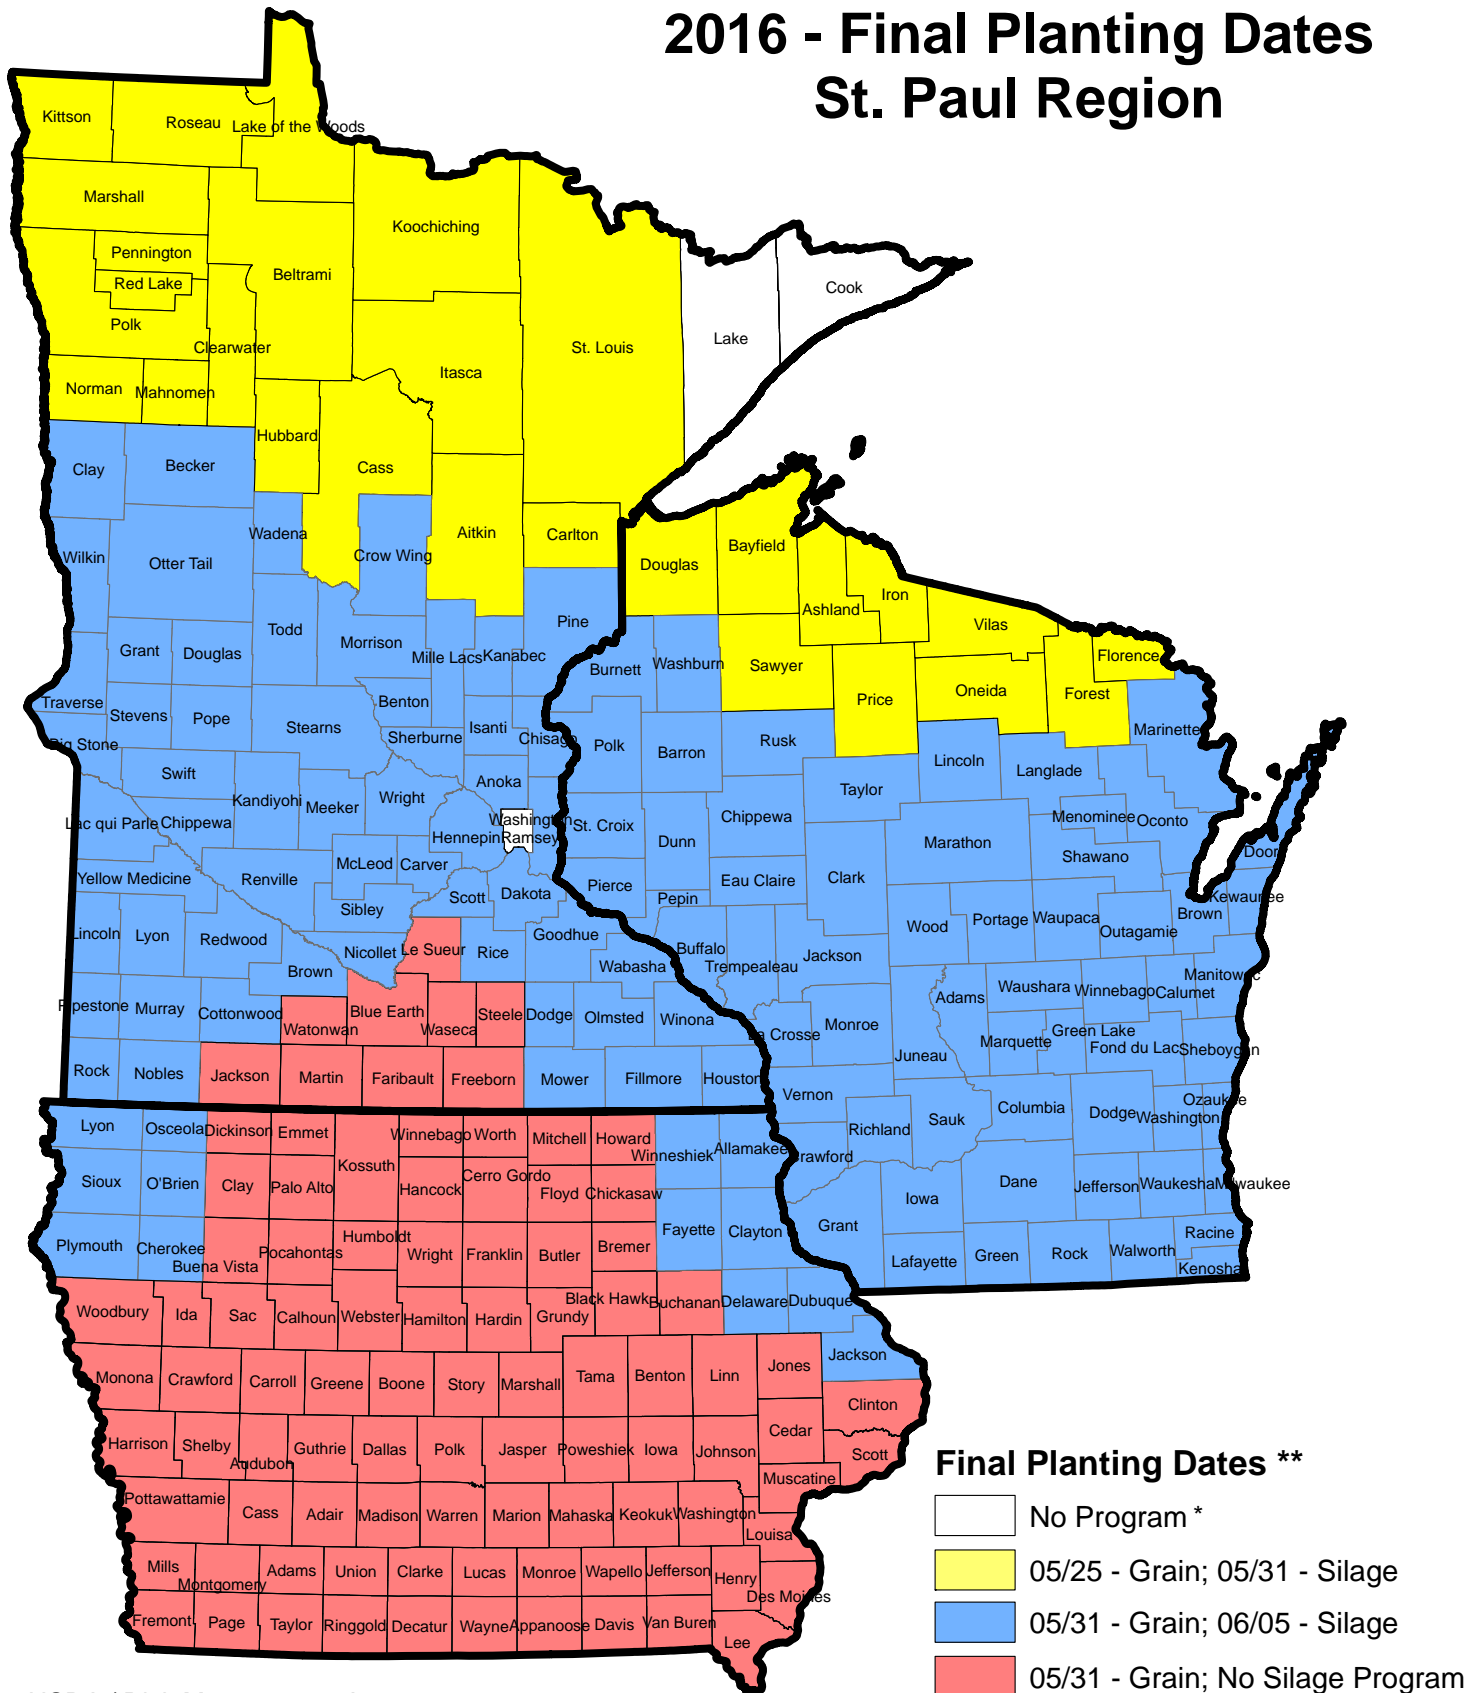 2016 - Final Planting Dates
St. Paul Region
Kittson
Roseau
Lake of the Woods
Marshall
Koochiching
Pennington
Beltrami
Red Lake
Polk
Clearwater
St. Louis
Lake
Cook
Itasca
Norman
Mahnomen
Hubbard
Cass
Clay
Becker
Wadena
Crow Wing
Aitkin
Carlton
Wilkin
Otter Tail
Douglas
Bayfield
Ashland
Iron
Vilas
Florence
Pine
Todd
Morrison
Mille Lacs
Kanabec
Grant
Douglas
Burnett
Washburn
Sawyer
Price
Oneida
Forest
Marinette
Traverse
Stevens
Pope
Stearns
Benton
Sherburne
Isanti
Chisago
Polk
Barron
Rusk
Lincoln
Langlade
Big Stone
Swift
Kandiyohi
Meeker
Wright
Anoka
Taylor
Lac qui Parle
Chippewa
Hennepin
Washington
Ramsey
St. Croix
Dunn
Chippewa
Marathon
Menominee
Oconto
Shawano
Door
Yellow Medicine
Renville
McLeod
Carver
Scott
Dakota
Pierce
Pepin
Eau Claire
Clark
Sibley
Wood
Portage
Waupaca
Outagamie
Brown
Kewaunee
Lincoln
Lyon
Redwood
Nicollet
Le Sueur
Rice
Goodhue
Wabasha
Buffalo
Trempealeau
Jackson
Brown
Manitowoc
Waushara
Winnebago
Calumet
Adams
Pipestone
Murray
Cottonwood
Watonwan
Blue Earth
Waseca
Steele
Dodge
Olmsted
Winona
La Crosse
Monroe
Juneau
Marquette
Green Lake
Fond du Lac
Sheboygan
Rock
Nobles
Jackson
Martin
Faribault
Freeborn
Mower
Fillmore
Houston
Vernon
Richland
Sauk
Columbia
Dodge
Washington
Ozaukee
Lyon
Osceola
Dickinson
Emmet
Kossuth
Winnebago
Worth
Mitchell
Howard
Winneshiek
Allamakee
Crawford
Sioux
O'Brien
Clay
Palo Alto
Hancock
Cerro Gordo
Floyd
Chickasaw
Iowa
Dane
Jefferson
Waukesha
Milwaukee
Plymouth
Cherokee
Buena Vista
Pocahontas
Humboldt
Wright
Franklin
Butler
Bremer
Fayette
Clayton
Grant
Lafayette
Green
Rock
Walworth
Racine
Kenosha
Woodbury
Ida
Sac
Calhoun
Webster
Hamilton
Hardin
Grundy
Black Hawk
Buchanan
Delaware
Dubuque
Jackson
Monona
Crawford
Carroll
Greene
Boone
Story
Marshall
Tama
Benton
Linn
Jones
Clinton
Harrison
Shelby
Audubon
Guthrie
Dallas
Polk
Jasper
Poweshiek
Iowa
Johnson
Cedar
Scott
Muscatine
Pottawattamie
Cass
Adair
Madison
Warren
Marion
Mahaska
Keokuk
Washington
Louisa
Mills
Montgomery
Adams
Union
Clarke
Lucas
Monroe
Wapello
Jefferson
Henry
Des Moines
Fremont
Page
Taylor
Ringgold
Decatur
Wayne
Appanoose
Davis
Van Buren
Lee
Final Planting Dates **
No Program *
05/25 - Grain; 05/31 - Silage
05/31 - Grain; 06/05 - Silage
05/31 - Grain; No Silage Program